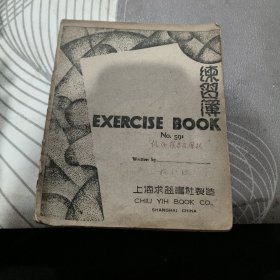 練習簿
EXERCISE BOOK
No. 591
Written by
上海求益書社製造
CHIU YIH BOOK CO.,
SHANGHAI CHINA